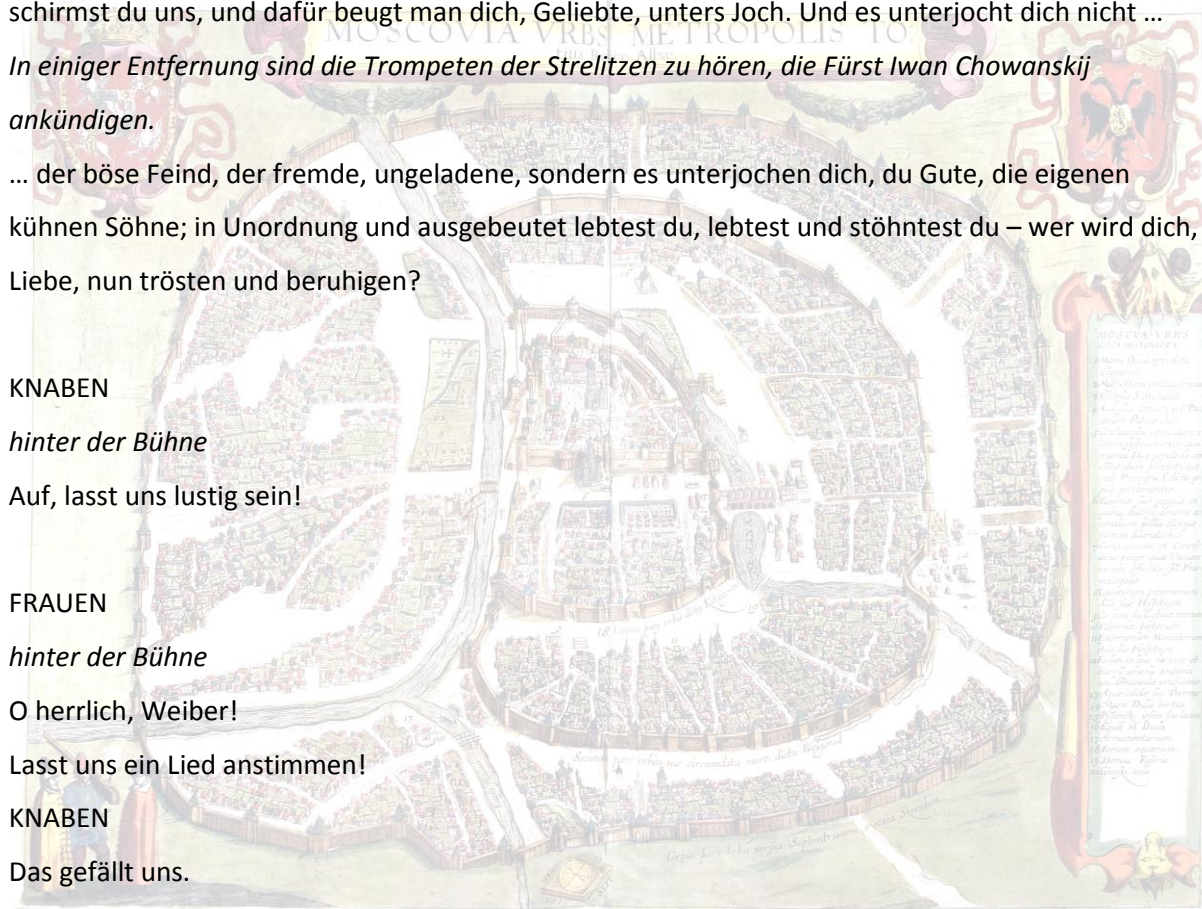 schirmst du uns, und dafür beugt man dich, Geliebte, unters Joch. Und es unterjocht dich nicht …
MOSCOVIA VRBS METROPOLIS TO
In einiger Entfernung sind die Trompeten der Strelitzen zu hören, die Fürst Iwan Chowanskij
ankündigen.
… der böse Feind, der fremde, ungeladene, sondern es unterjochen dich, du Gute, die eigenen
kühnen Söhne; in Unordnung und ausgebeutet lebtest du, lebtest und stöhntest du – wer wird dich,
Liebe, nun trösten und beruhigen?
KNABEN
hinter der Bühne
Auf, lasst uns lustig sein!
FRAUEN
hinter der Bühne
O herrlich, Weiber!
Lasst uns ein Lied anstimmen!
KNABEN
Das gefällt uns.